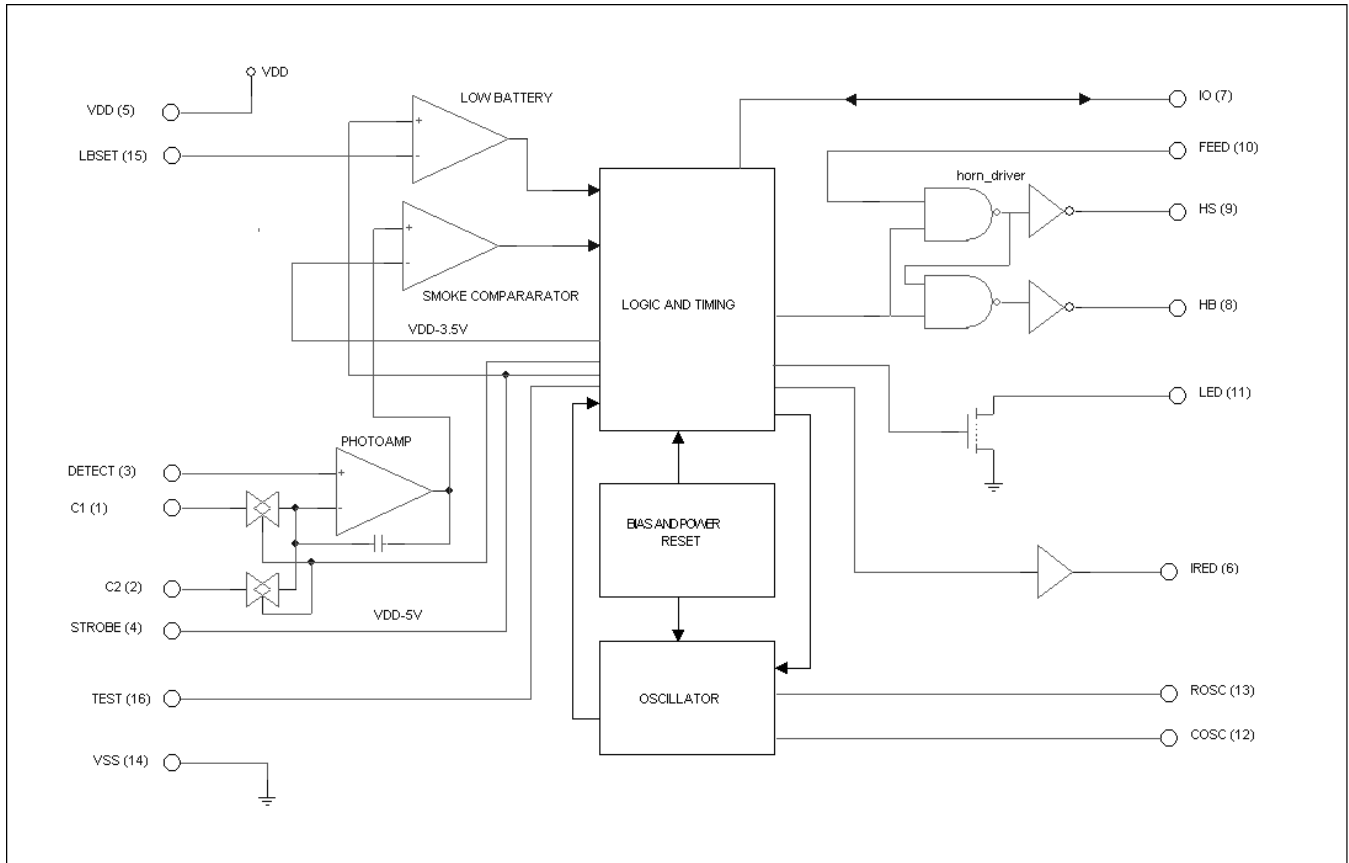 VDD
VDD (5)
LBSET (15)
LOW BATTERY
+
-
+
-
SMOKE COMPARARATOR
VDD-3.5V
PHOTOAMP
DETECT (3)
+
C1 (1)
-
C2 (2)
VDD-5V
STROBE (4)
TEST (16)
VSS (14)
LOGIC AND TIMING
BIAS AND POWER
RESET
OSCILLATOR
IO (7)
FEED (10)
horn_driver
HS (9)
HB (8)
LED (11)
IRED (6)
ROSC (13)
COSC (12)